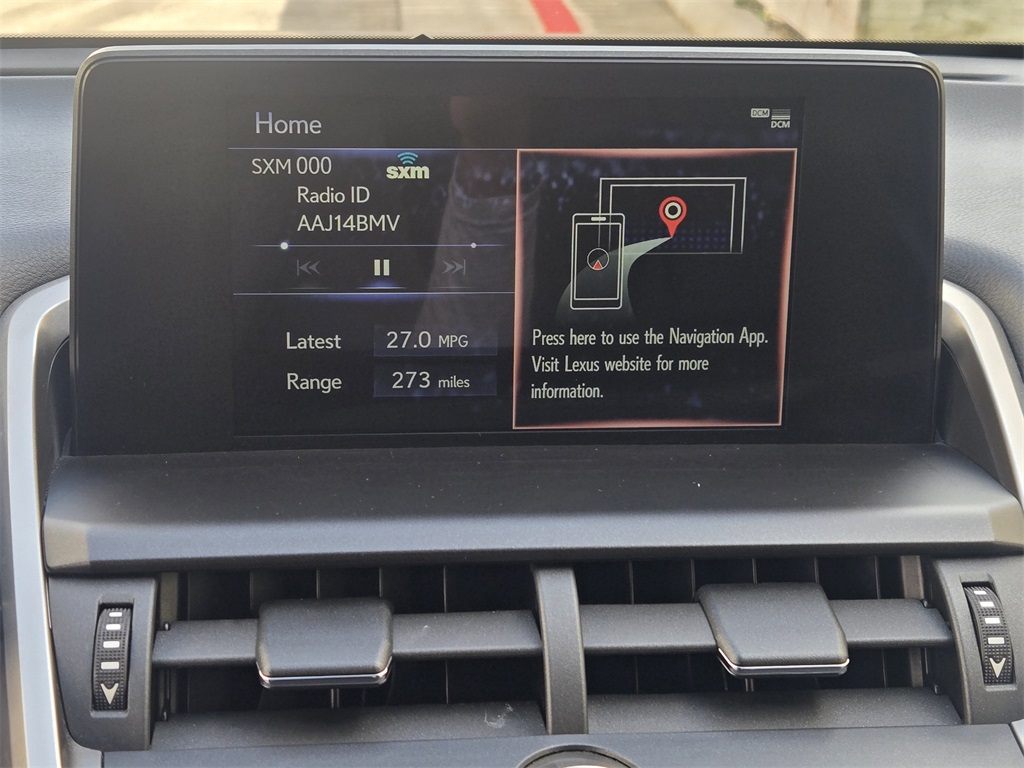 Home
DCM
DCM
SXM 000
sxm
Radio ID
AAJ14BMV
Latest 27.0 MPG
Range 273 miles
Press here to use the Navigation App.
Visit Lexus website for more
information.